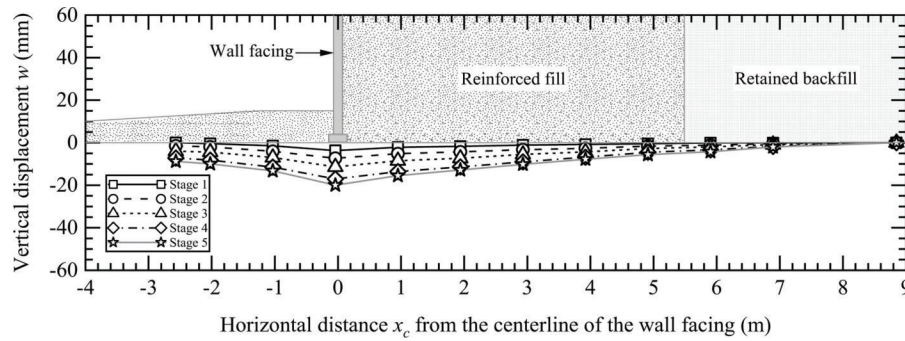 60
40
20
0
-20
-40
-60
Vertical displacement w (mm)
Wall facing
Reinforced fill
Retained backfill
Stage 1
Stage 2
Stage 3
Stage 4
Stage 5
-4 -3 -2 -1 0 1 2 3 4 5 6 7 8 9
Horizontal distance x_c from the centerline of the wall facing (m)